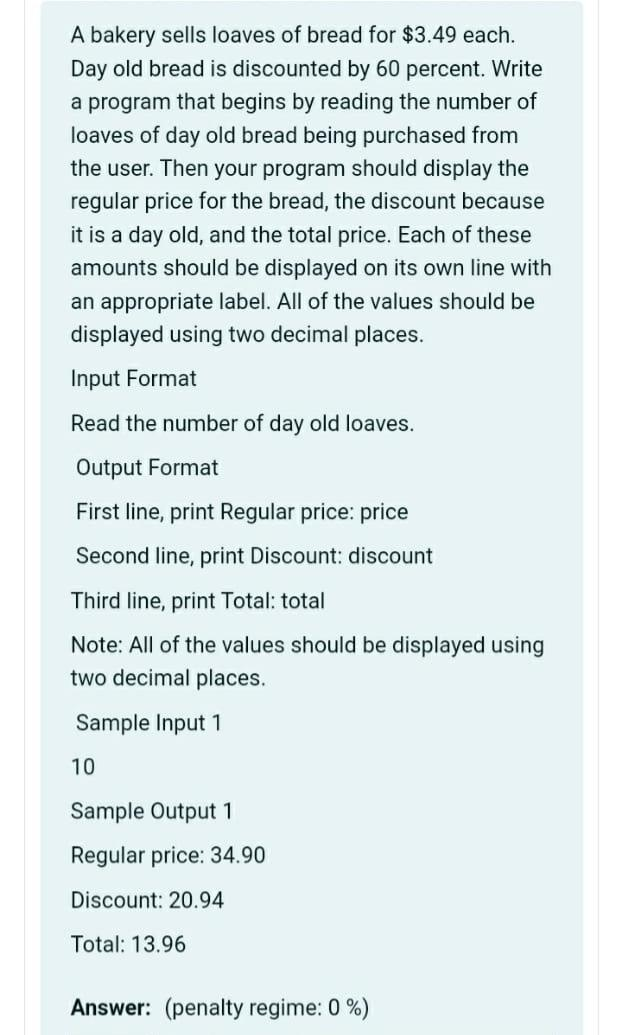 A bakery sells loaves of bread for $3.49 each.
Day old bread is discounted by 60 percent. Write
a program that begins by reading the number of
loaves of day old bread being purchased from
the user. Then your program should display the
regular price for the bread, the discount because
it is a day old, and the total price. Each of these
amounts should be displayed on its own line with
an appropriate label. All of the values should be
displayed using two decimal places.
Input Format
Read the number of day old loaves.
Output Format
First line, print Regular price: price
Second line, print Discount: discount
Third line, print Total: total
Note: All of the values should be displayed using
two decimal places.
Sample Input 1
10
Sample Output 1
Regular price: 34.90
Discount: 20.94
Total: 13.96
Answer: (penalty regime: 0 %)